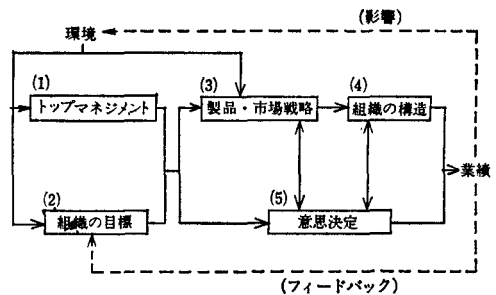 (影響)
環境
(1)
トップマネジメント
(3)
製品・市場戦略
(4)
組織の構造
業績
(2)
組織の目標
(5)
意思決定
(フィードバック)